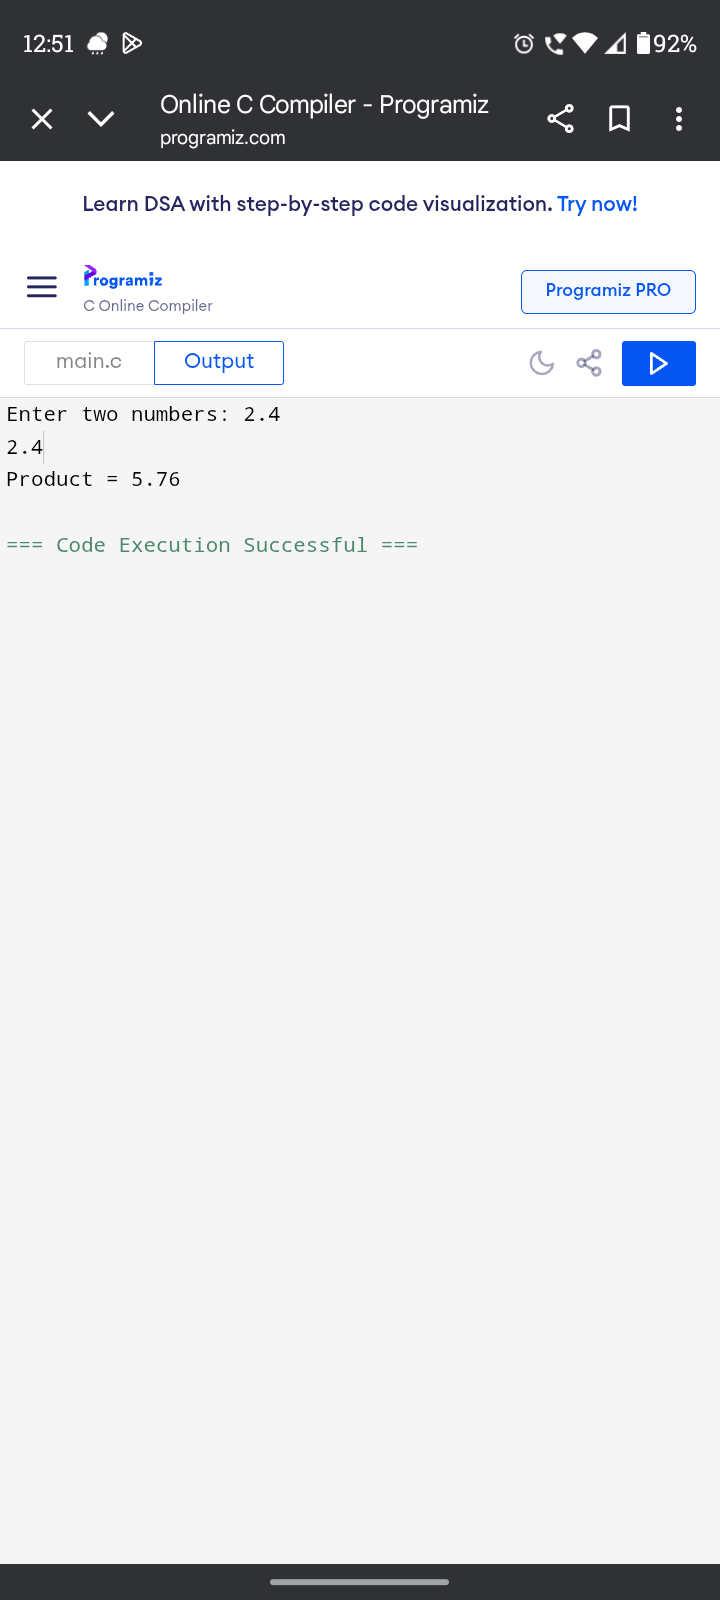 12:51 92%
Online C Compiler - Programiz
programiz.com
Learn DSA with step-by-step code visualization. Try now!
Programiz
C Online Compiler
Programiz PRO
main.c Output
Enter two numbers: 2.4
2.4
Product = 5.76
=== Code Execution Successful ===